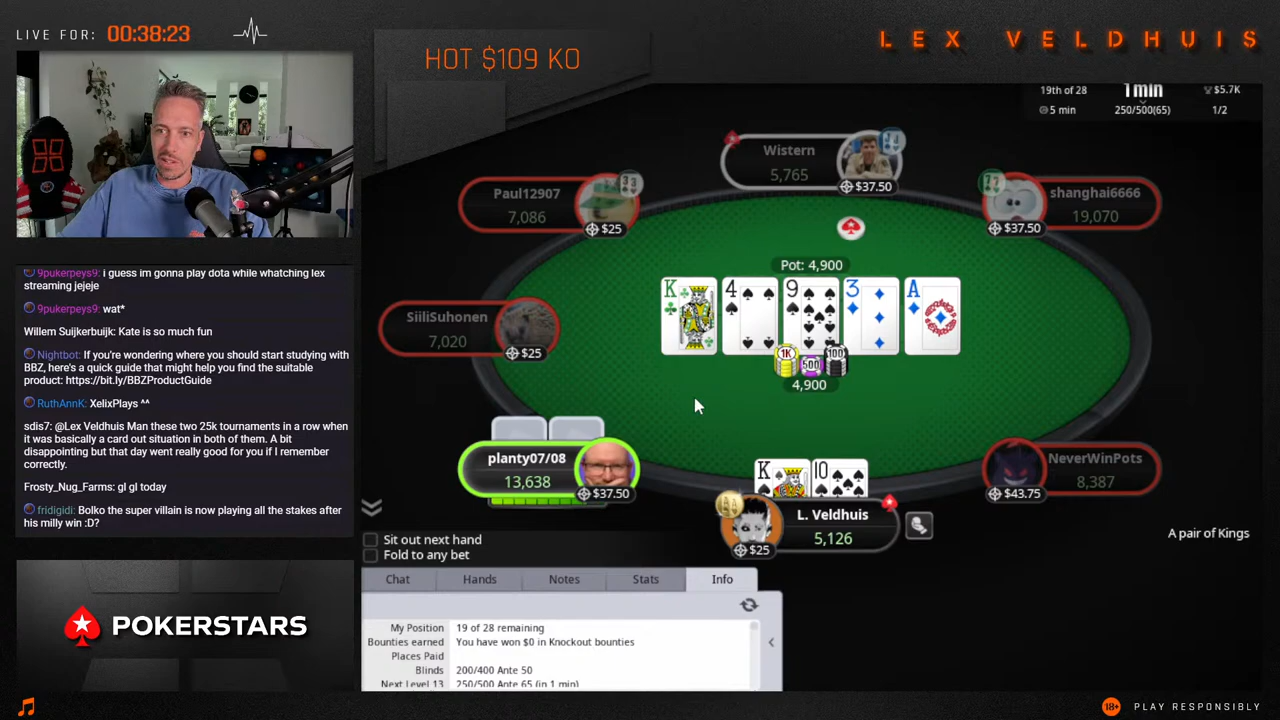 LIVE FOR: 00:38:23
HOT $109 KO
LEX VELDHUIS
19th of 28
1min
$5.7K
5 min
250/500(65)
1/2
Wistern
5,765
$37.50
Paul12907
7,086
$25
shanghai6666
19,070
$37.50
Pot: 4,900
K
4
9
3
A
1K
500
100
4,900
SiiliSuhonen
7,020
$25
9pukerpeys9: i guess im gonna play dota while whatching lex
streaming jejeje
9pukerpeys9: wat*
Willem Suijkerbuijk: Kate is so much fun
Nightbot: If you're wondering where you should start studying with
BBZ, here's a quick guide that might help you find the suitable
product: https://bit.ly/BBZProductGuide
RuthAnnK: XelixPlays ^^
sdis7: @Lex Veldhuis Man these two 25k tournaments in a row when
it was basically a card out situation in both of them. A bit
disappointing but that day went really good for you if I remember
correctly.
Frosty_Nug_Farms: gl gl today
fridigidi: Bolko the super villain is now playing all the stakes after
his milly win :D?
planty07/08
13,638
$37.50
K
10
L. Veldhuis
5,126
$25
NeverWinPots
8,387
$43.75
A pair of Kings
Sit out next hand
Fold to any bet
Chat
Hands
Notes
Stats
Info
My Position 19 of 28 remaining
Bounties earned You have won $0 in Knockout bounties
Places Paid
Blinds 200/400 Ante 50
Next Level 13 250/500 Ante 65 (in 1 min)
POKERSTARS
18+ PLAY RESPONSIBLY